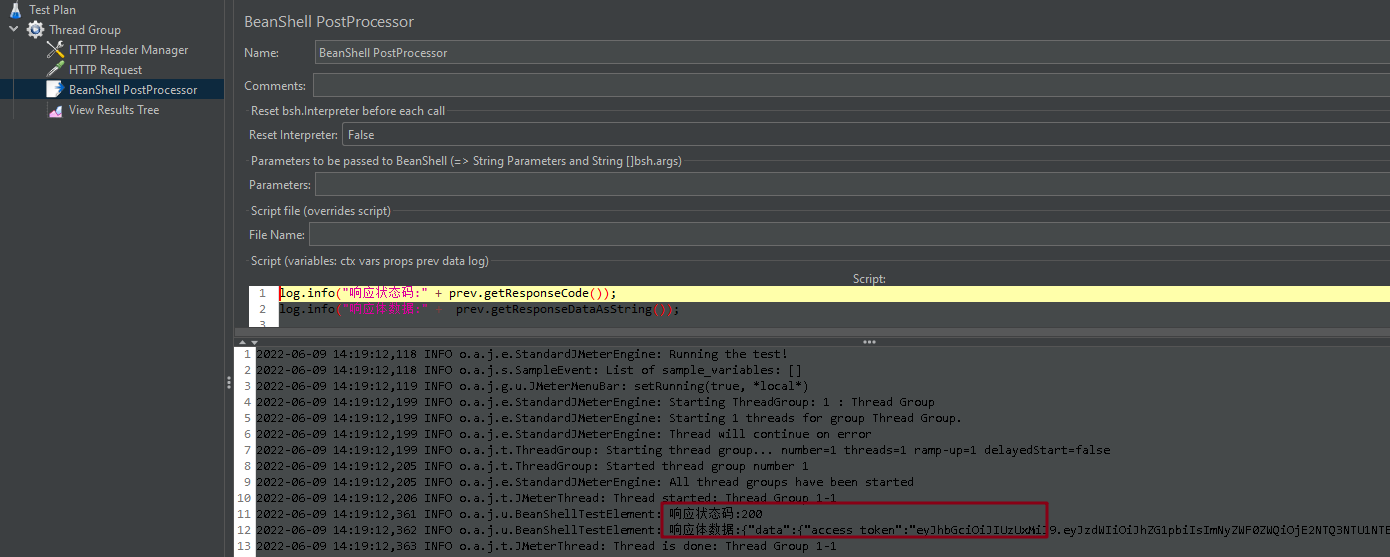 Test Plan
Thread Group
HTTP Header Manager
HTTP Request
BeanShell PostProcessor
View Results Tree
BeanShell PostProcessor
Name: BeanShell PostProcessor
Comments:
Reset bsh.Interpreter before each call
Reset Interpreter: False
Parameters to be passed to BeanShell (=> String Parameters and String []bsh.args)
Parameters:
Script file (overrides script)
File Name:
Script (variables: ctx vars props prev data log)
Script:
1 log.info("响应状态码:" + prev.getResponseCode());
2 log.info("响应体数据:" + prev.getResponseDataAsString());
3
1 2022-06-09 14:19:12,118 INFO o.a.j.e.StandardJMeterEngine: Running the test!
2 2022-06-09 14:19:12,118 INFO o.a.j.s.SampleEvent: List of sample_variables: []
3 2022-06-09 14:19:12,119 INFO o.a.j.g.u.JMeterMenuBar: setRunning(true, *local*)
4 2022-06-09 14:19:12,199 INFO o.a.j.e.StandardJMeterEngine: Starting ThreadGroup: 1 : Thread Group
5 2022-06-09 14:19:12,199 INFO o.a.j.e.StandardJMeterEngine: Starting 1 threads for group Thread Group.
6 2022-06-09 14:19:12,199 INFO o.a.j.e.StandardJMeterEngine: Thread will continue on error
7 2022-06-09 14:19:12,199 INFO o.a.j.t.ThreadGroup: Starting thread group... number=1 threads=1 ramp-up=1 delayedStart=false
8 2022-06-09 14:19:12,205 INFO o.a.j.t.ThreadGroup: Started thread group number 1
9 2022-06-09 14:19:12,205 INFO o.a.j.e.StandardJMeterEngine: All thread groups have been started
10 2022-06-09 14:19:12,206 INFO o.a.j.t.JMeterThread: Thread started: Thread Group 1-1
11 2022-06-09 14:19:12,361 INFO o.a.j.u.BeanShellTestElement: 响应状态码:200
12 2022-06-09 14:19:12,362 INFO o.a.j.u.BeanShellTestElement: 响应体数据:{"data":{"access_token":"eyJhbGciOiJIUzUxMiJ9.eyJzdWIiOiJhZG1pbiIsImNyZWF0ZWQiOjE2NTQ3NTU1NTE
13 2022-06-09 14:19:12,363 INFO o.a.j.t.JMeterThread: Thread is done: Thread Group 1-1